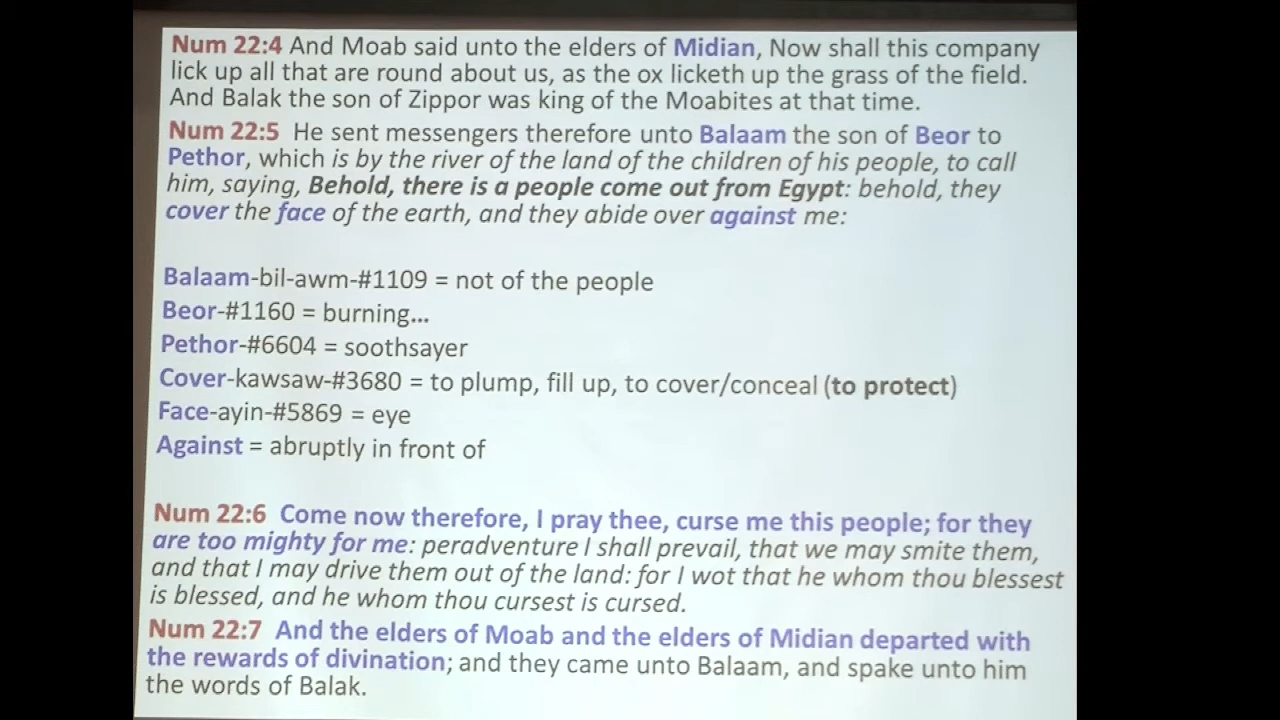 Num 22:4 And Moab said unto the elders of Midian, Now shall this company
lick up all that are round about us, as the ox licketh up the grass of the field.
And Balak the son of Zippor was king of the Moabites at that time.
Num 22:5 He sent messengers therefore unto Balaam the son of Beor to
Pethor, which is by the river of the land of the children of his people, to call
him, saying, Behold, there is a people come out from Egypt: behold, they
cover the face of the earth, and they abide over against me:
Balaam-bil-awm-#1109 = not of the people
Beor-#1160 = burning...
Pethor-#6604 = soothsayer
Cover-kawsaw-#3680 = to plump, fill up, to cover/conceal (to protect)
Face-ayin-#5869 = eye
Against = abruptly in front of
Num 22:6 Come now therefore, I pray thee, curse me this people; for they
are too mighty for me: peradventure I shall prevail, that we may smite them,
and that I may drive them out of the land: for I wot that he whom thou blessest
is blessed, and he whom thou cursest is cursed.
Num 22:7 And the elders of Moab and the elders of Midian departed with
the rewards of divination; and they came unto Balaam, and spake unto him
the words of Balak.